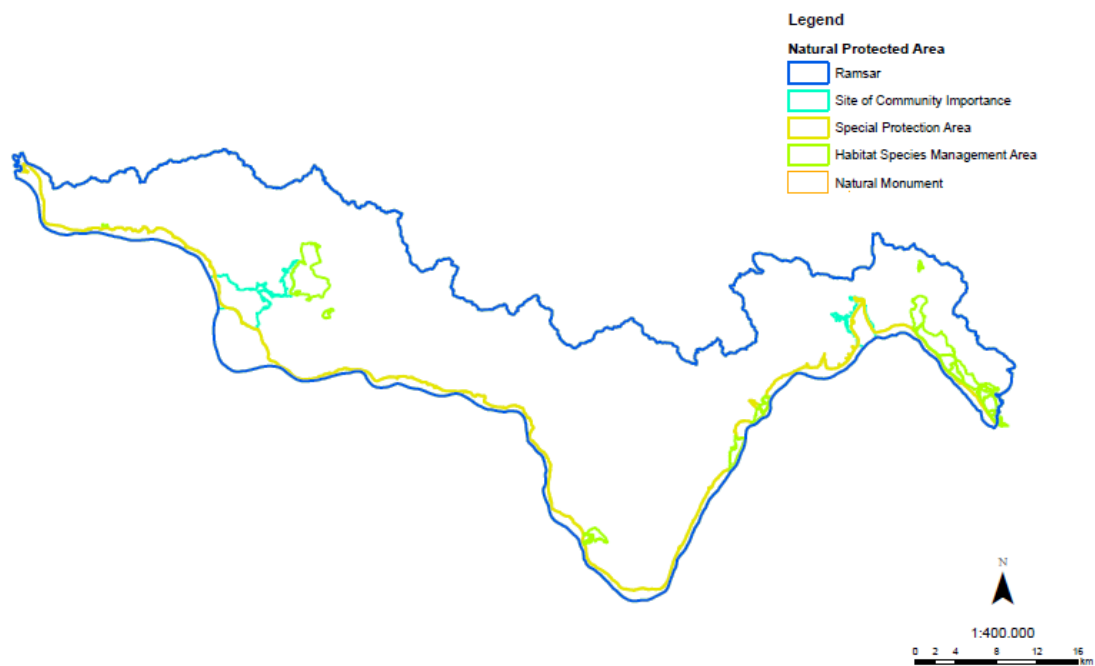 Legend
Natural Protected Area
Ramsar
Site of Community Importance
Special Protection Area
Habitat Species Management Area
Natural Monument
N
1:400.000
0 2 4 8 12 16
km